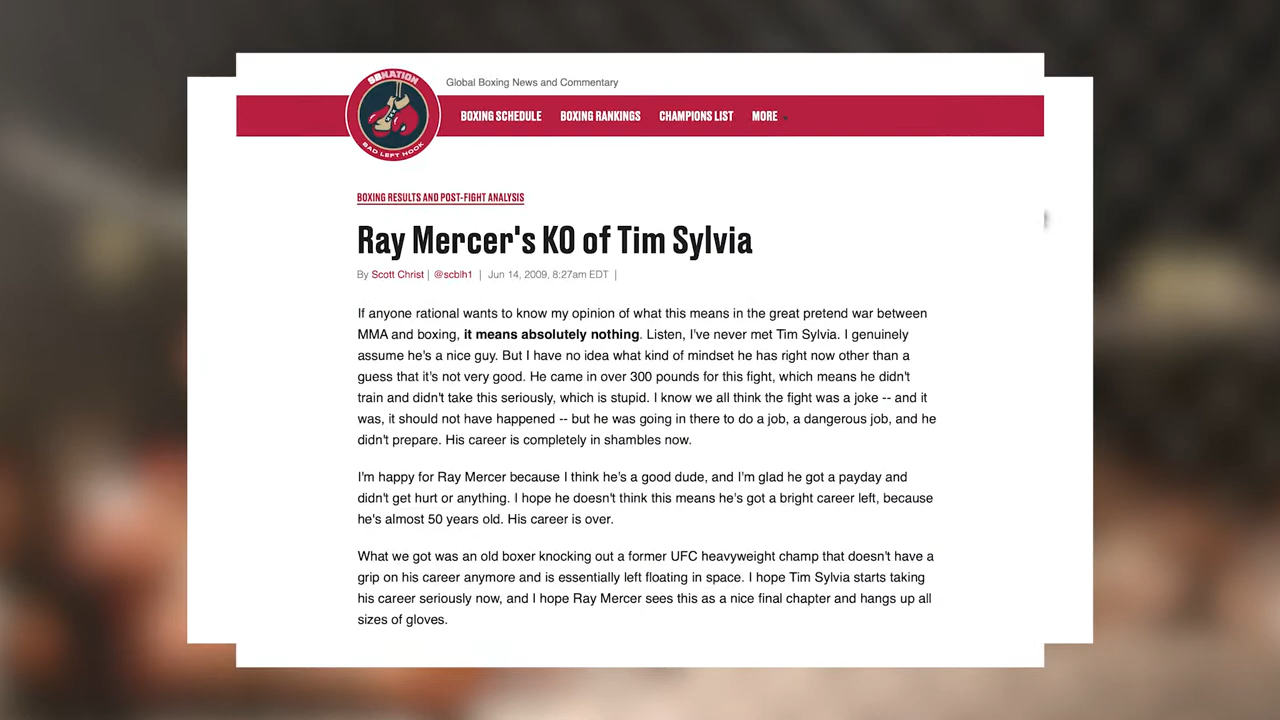 SBNATION
BAD LEFT HOOK
Global Boxing News and Commentary
BOXING SCHEDULE BOXING RANKINGS CHAMPIONS LIST MORE
BOXING RESULTS AND POST-FIGHT ANALYSIS
Ray Mercer's KO of Tim Sylvia
By Scott Christ | @scblh1 | Jun 14, 2009, 8:27am EDT |
If anyone rational wants to know my opinion of what this means in the great pretend war between
MMA and boxing, it means absolutely nothing. Listen, I've never met Tim Sylvia. I genuinely
assume he's a nice guy. But I have no idea what kind of mindset he has right now other than a
guess that it's not very good. He came in over 300 pounds for this fight, which means he didn't
train and didn't take this seriously, which is stupid. I know we all think the fight was a joke -- and it
was, it should not have happened -- but he was going in there to do a job, a dangerous job, and he
didn't prepare. His career is completely in shambles now.
I'm happy for Ray Mercer because I think he's a good dude, and I'm glad he got a payday and
didn't get hurt or anything. I hope he doesn't think this means he's got a bright career left, because
he's almost 50 years old. His career is over.
What we got was an old boxer knocking out a former UFC heavyweight champ that doesn't have a
grip on his career anymore and is essentially left floating in space. I hope Tim Sylvia starts taking
his career seriously now, and I hope Ray Mercer sees this as a nice final chapter and hangs up all
sizes of gloves.